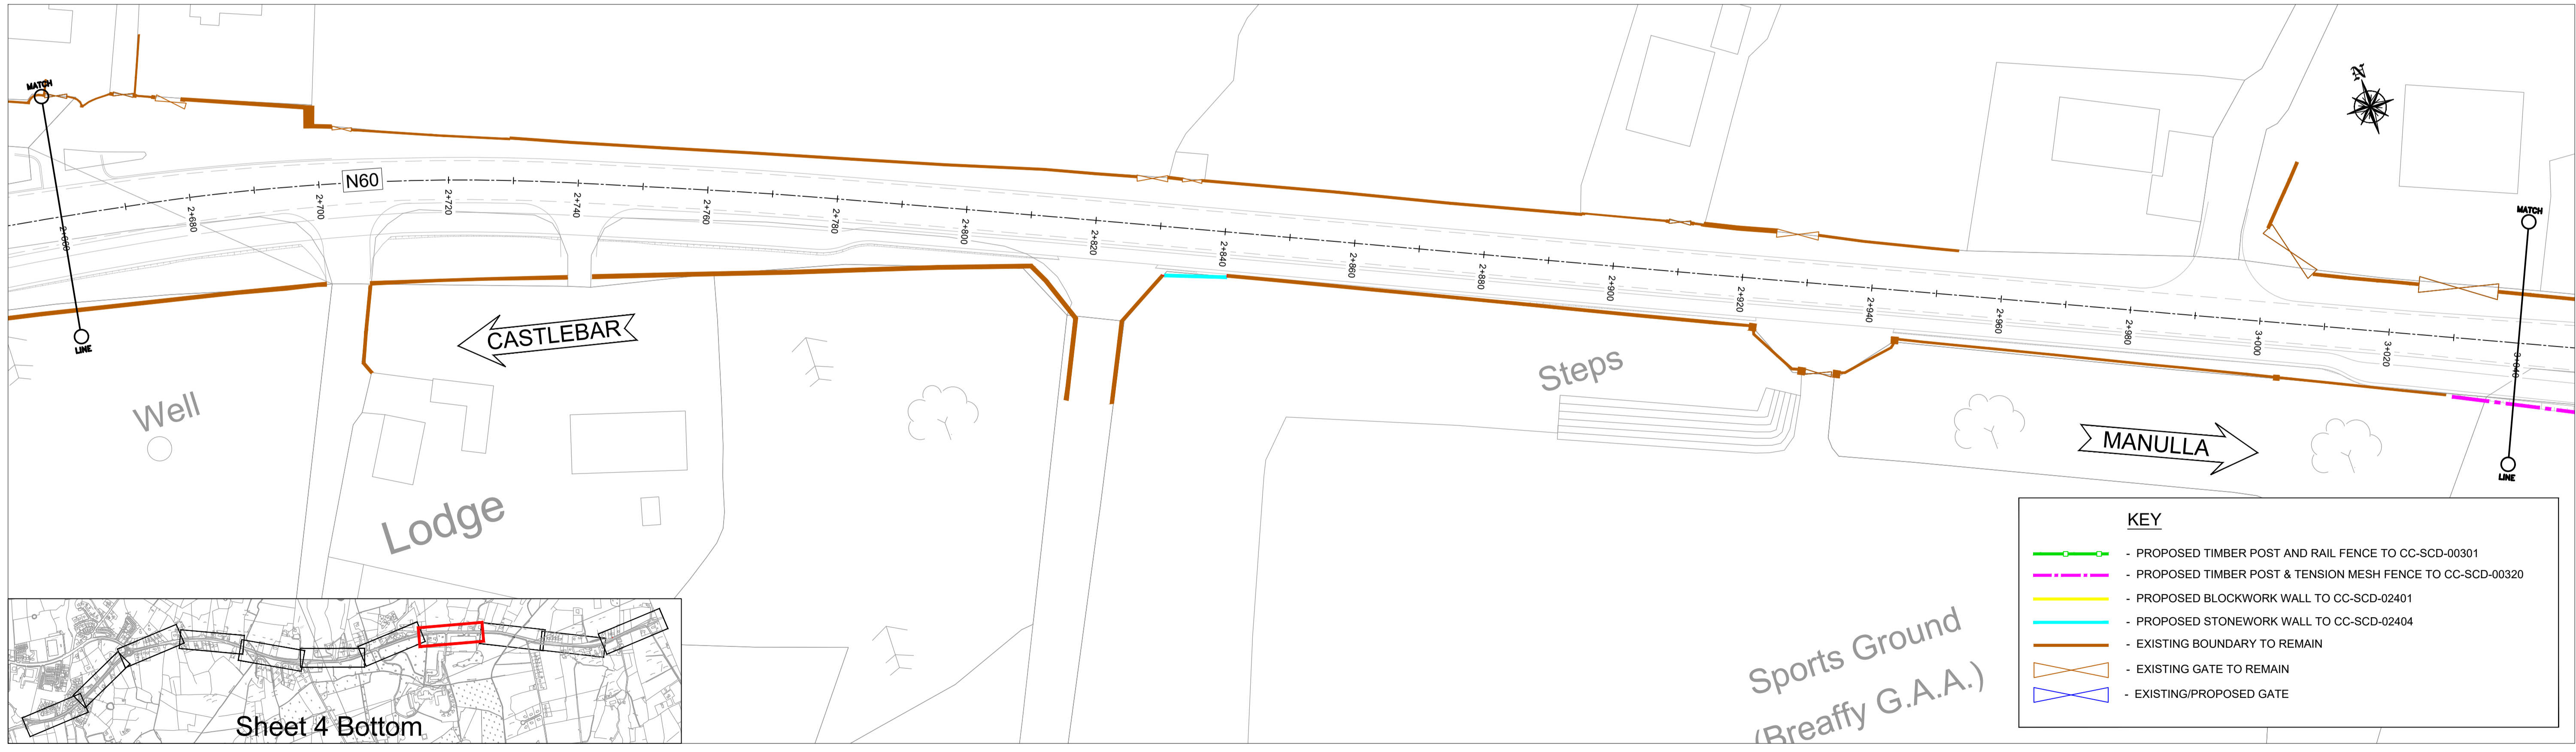 MATCH
LINE
N60
2+660
2+680
2+700
2+720
2+740
2+760
2+780
2+800
2+820
2+840
2+860
2+880
2+900
2+920
2+940
2+960
2+980
3+000
3+020
3+040
N
MATCH
LINE
CASTLEBAR
MANULLA
Well
Lodge
Steps
Sports Ground
(Breaffy G.A.A.)
Sheet 4 Bottom
KEY
- PROPOSED TIMBER POST AND RAIL FENCE TO CC-SCD-00301
- PROPOSED TIMBER POST & TENSION MESH FENCE TO CC-SCD-00320
- PROPOSED BLOCKWORK WALL TO CC-SCD-02401
- PROPOSED STONEWORK WALL TO CC-SCD-02404
- EXISTING BOUNDARY TO REMAIN
- EXISTING GATE TO REMAIN
- EXISTING/PROPOSED GATE